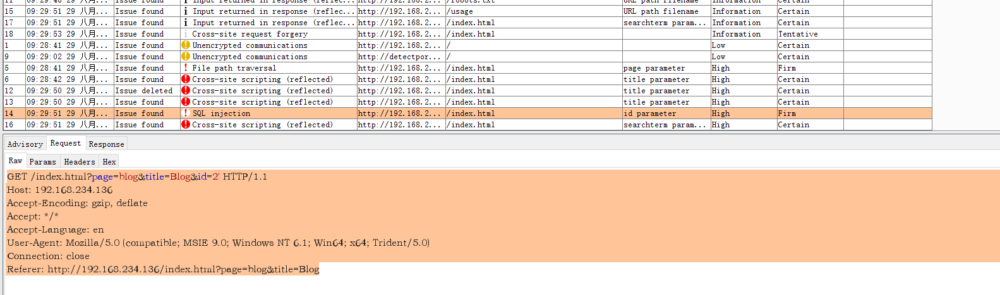 11 09:29:48 29 八月... Issue found Input returned in response (reflec... http://192.168.2... /robots.txt URL path filename Information Certain
15 09:29:51 29 八月... Issue found Input returned in response (reflec... http://192.168.2... /usage URL path filename Information Certain
17 09:29:51 29 八月... Issue found Input returned in response (reflec... http://192.168.2... /index.html searchterm param... Information Certain
18 09:29:53 29 八月... Issue found Cross-site request forgery http://192.168.2... /index.html Information Tentative
1 09:28:41 29 八月... Issue found Unencrypted communications http://192.168.2... / Low Certain
9 09:29:02 29 八月... Issue found Unencrypted communications http://detectpor... / Low Certain
5 09:28:41 29 八月... Issue found File path traversal http://192.168.2... /index.html page parameter High Firm
6 09:28:42 29 八月... Issue found Cross-site scripting (reflected) http://192.168.2... /index.html title parameter High Certain
12 09:29:50 29 八月... Issue deleted Cross-site scripting (reflected) http://192.168.2... /index.html title parameter High Certain
13 09:29:50 29 八月... Issue found Cross-site scripting (reflected) http://192.168.2... /index.html title parameter High Certain
14 09:29:51 29 八月... Issue found SQL injection http://192.168.2... /index.html id parameter High Firm
16 09:29:51 29 八月... Issue found Cross-site scripting (reflected) http://192.168.2... /index.html searchterm param... High Certain
Advisory Request Response
Raw Params Headers Hex
GET /index.html?page=blog&title=Blog&id=2' HTTP/1.1
Host: 192.168.234.136
Accept-Encoding: gzip, deflate
Accept: */*
Accept-Language: en
User-Agent: Mozilla/5.0 (compatible; MSIE 9.0; Windows NT 6.1; Win64; x64; Trident/5.0)
Connection: close
Referer: http://192.168.234.136/index.html?page=blog&title=Blog